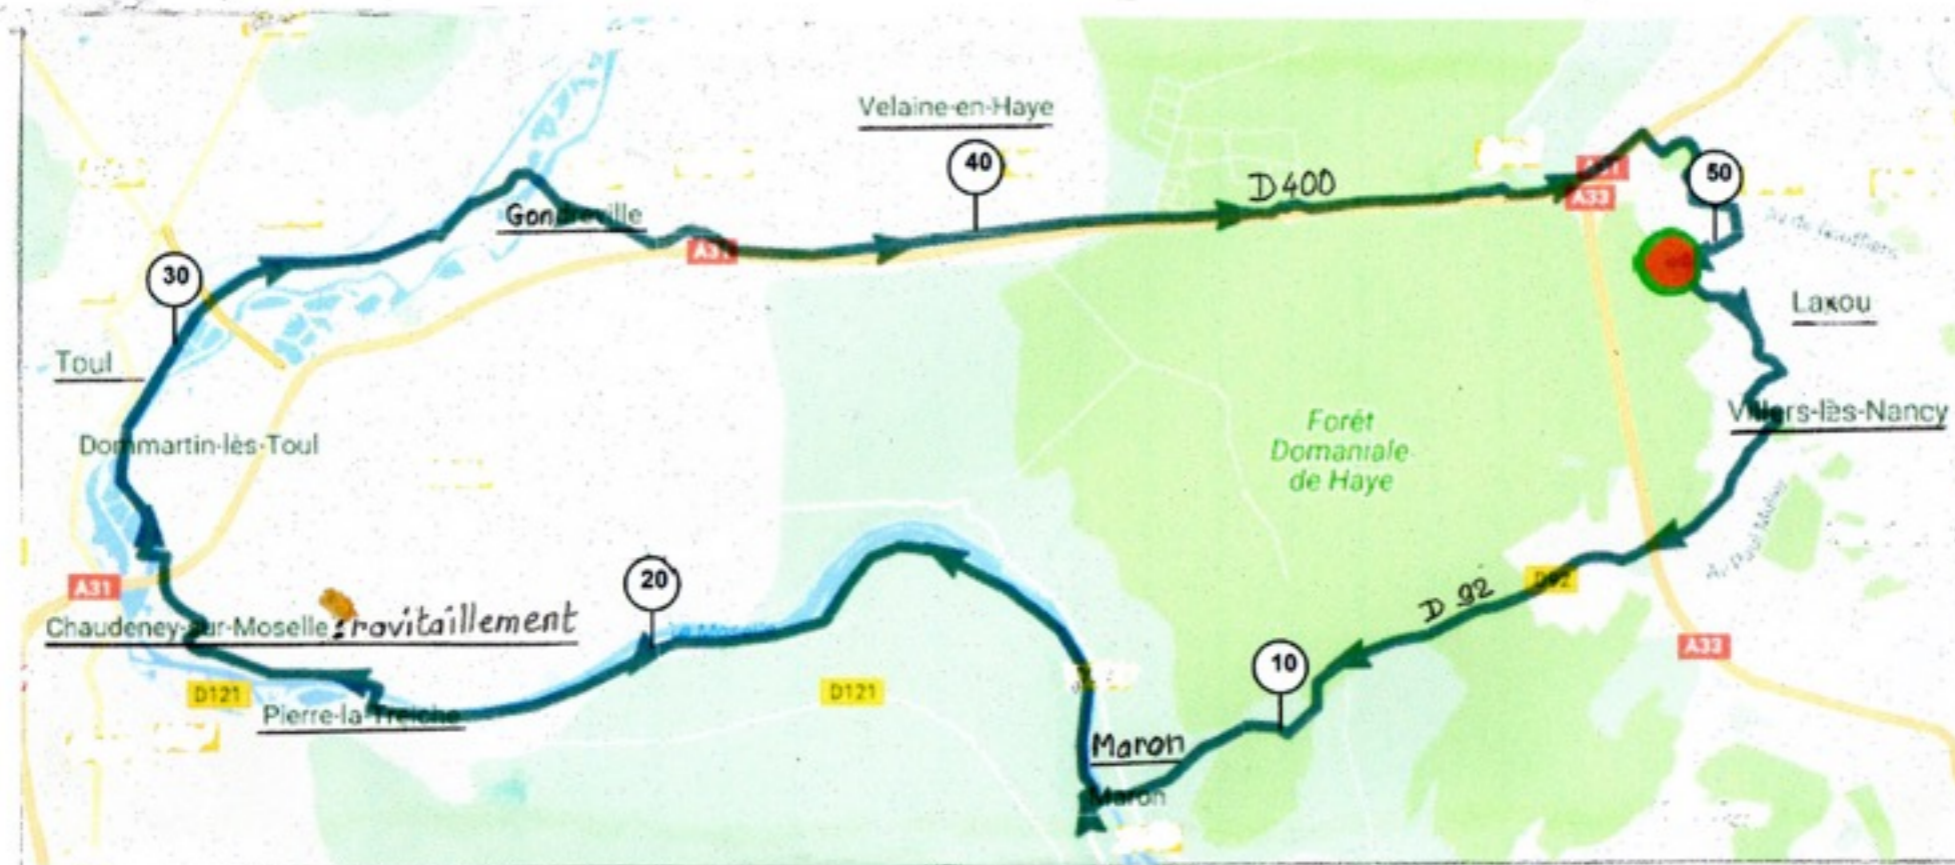 Velaine-en-Haye
40
D400
A33
50
Gondreville
A31
30
Laxou
Toul
Villers-lès-Nancy
Dommartin-lès-Toul
Forêt
Domaniale
de Haye
A31
20
D92
D 92
Chaudeney-sur-Moselle : ravitaillement
La Moselle
10
A33
D121
D121
Pierre-la-Treiche
Maron
Maron